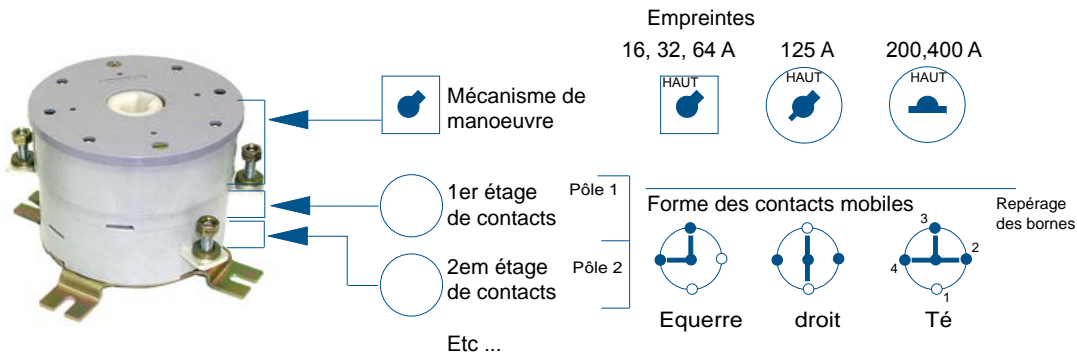 Empreintes
16, 32, 64 A
125 A
200,400 A
HAUT
HAUT
HAUT
Mécanisme de
manoeuvre
1er étage
de contacts
Pôle 1
2em étage
de contacts
Pôle 2
Etc ...
Forme des contacts mobiles
Repérage
des bornes
3
2
4
1
Equerre
droit
Té